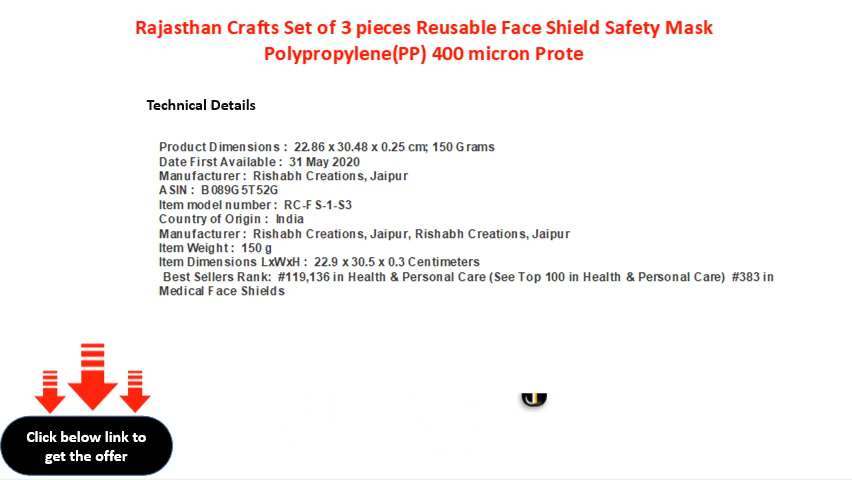 Rajasthan Crafts Set of 3 pieces Reusable Face Shield Safety Mask
Polypropylene(PP) 400 micron Prote
Technical Details
Product Dimensions : 22.86 x 30.48 x 0.25 cm; 150 Grams
Date First Available : 31 May 2020
Manufacturer : Rishabh Creations, Jaipur
ASIN : B089G5T52G
Item model number : RC-FS-1-S3
Country of Origin : India
Manufacturer : Rishabh Creations, Jaipur, Rishabh Creations, Jaipur
Item Weight : 150 g
Item Dimensions LxWxH : 22.9 x 30.5 x 0.3 Centimeters
Best Sellers Rank: #119,136 in Health & Personal Care (See Top 100 in Health & Personal Care) #383 in
Medical Face Shields
Click below link to
get the offer